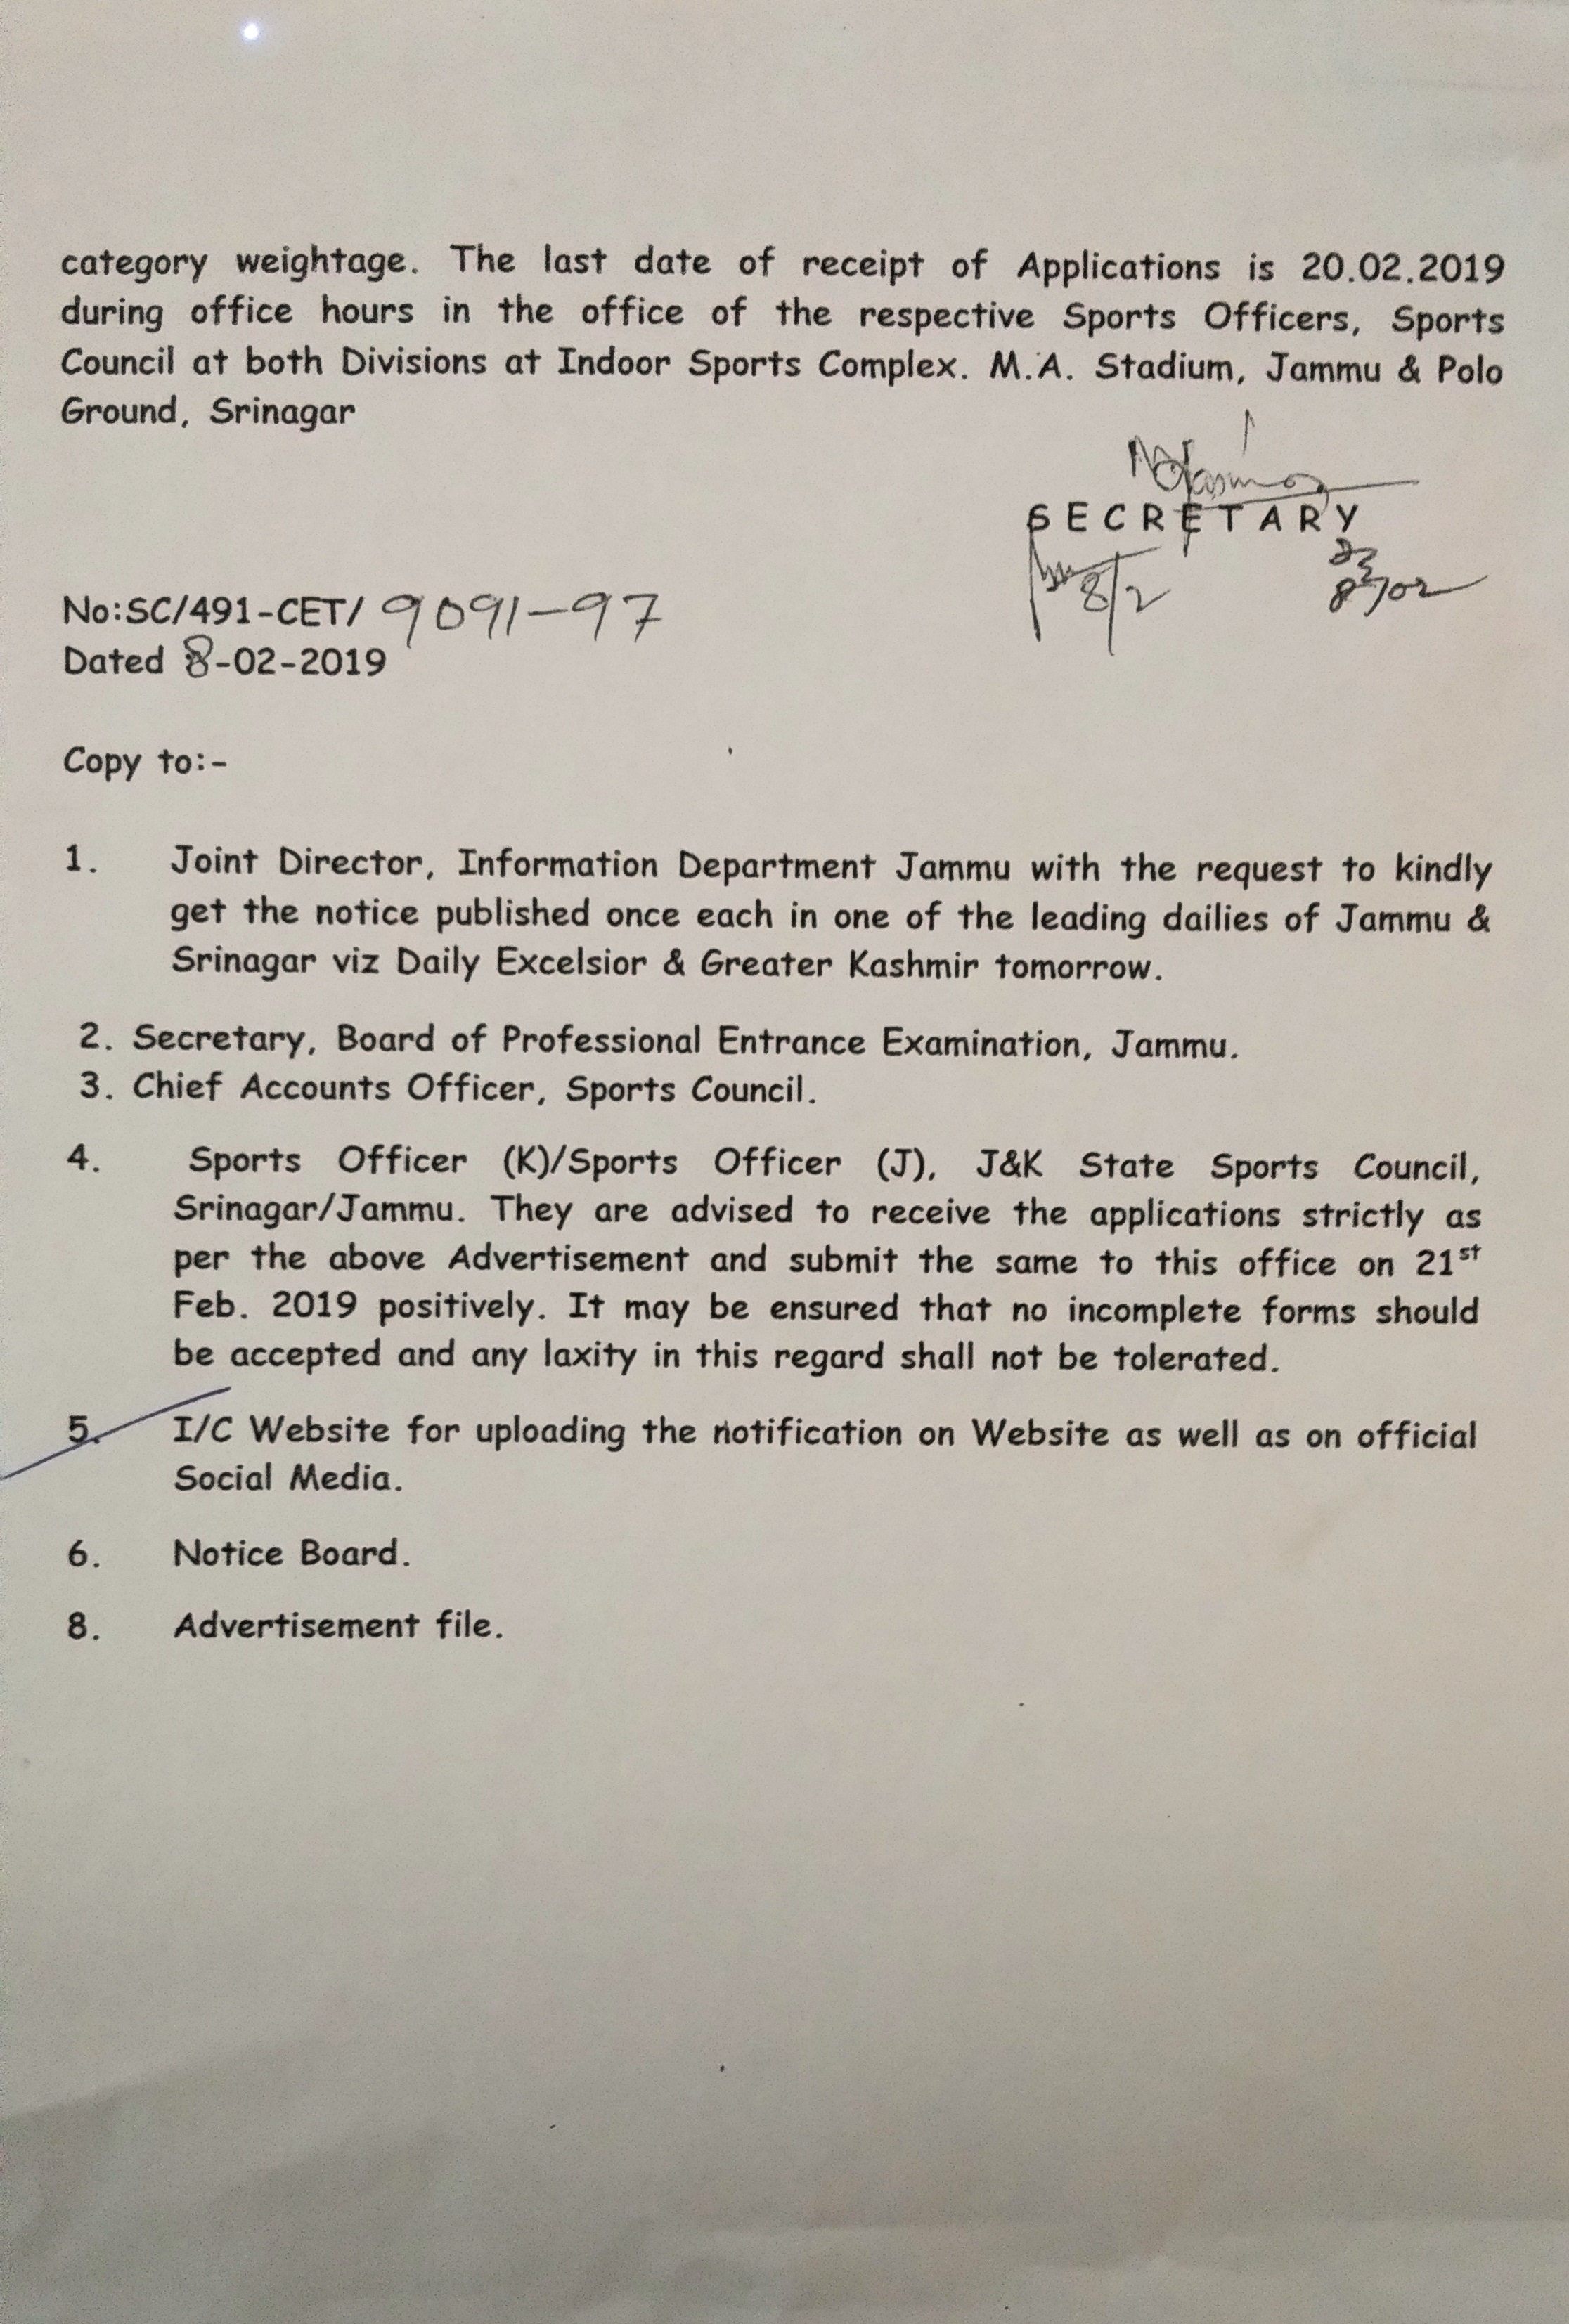 category weightage. The last date of receipt of Applications is 20.02.2019
during office hours in the office of the respective Sports Officers, Sports
Council at both Divisions at Indoor Sports Complex. M.A. Stadium, Jammu & Polo
Ground, Srinagar
SECRETARY
8/2
8/02
No:SC/491-CET/ 9091-97
Dated 8-02-2019
Copy to:-
1. Joint Director, Information Department Jammu with the request to kindly
get the notice published once each in one of the leading dailies of Jammu &
Srinagar viz Daily Excelsior & Greater Kashmir tomorrow.
2. Secretary, Board of Professional Entrance Examination, Jammu.
3. Chief Accounts Officer, Sports Council.
4. Sports Officer (K)/Sports Officer (J), J&K State Sports Council,
Srinagar/Jammu. They are advised to receive the applications strictly as
per the above Advertisement and submit the same to this office on 21st
Feb. 2019 positively. It may be ensured that no incomplete forms should
be accepted and any laxity in this regard shall not be tolerated.
5. I/C Website for uploading the notification on Website as well as on official
Social Media.
6. Notice Board.
8. Advertisement file.